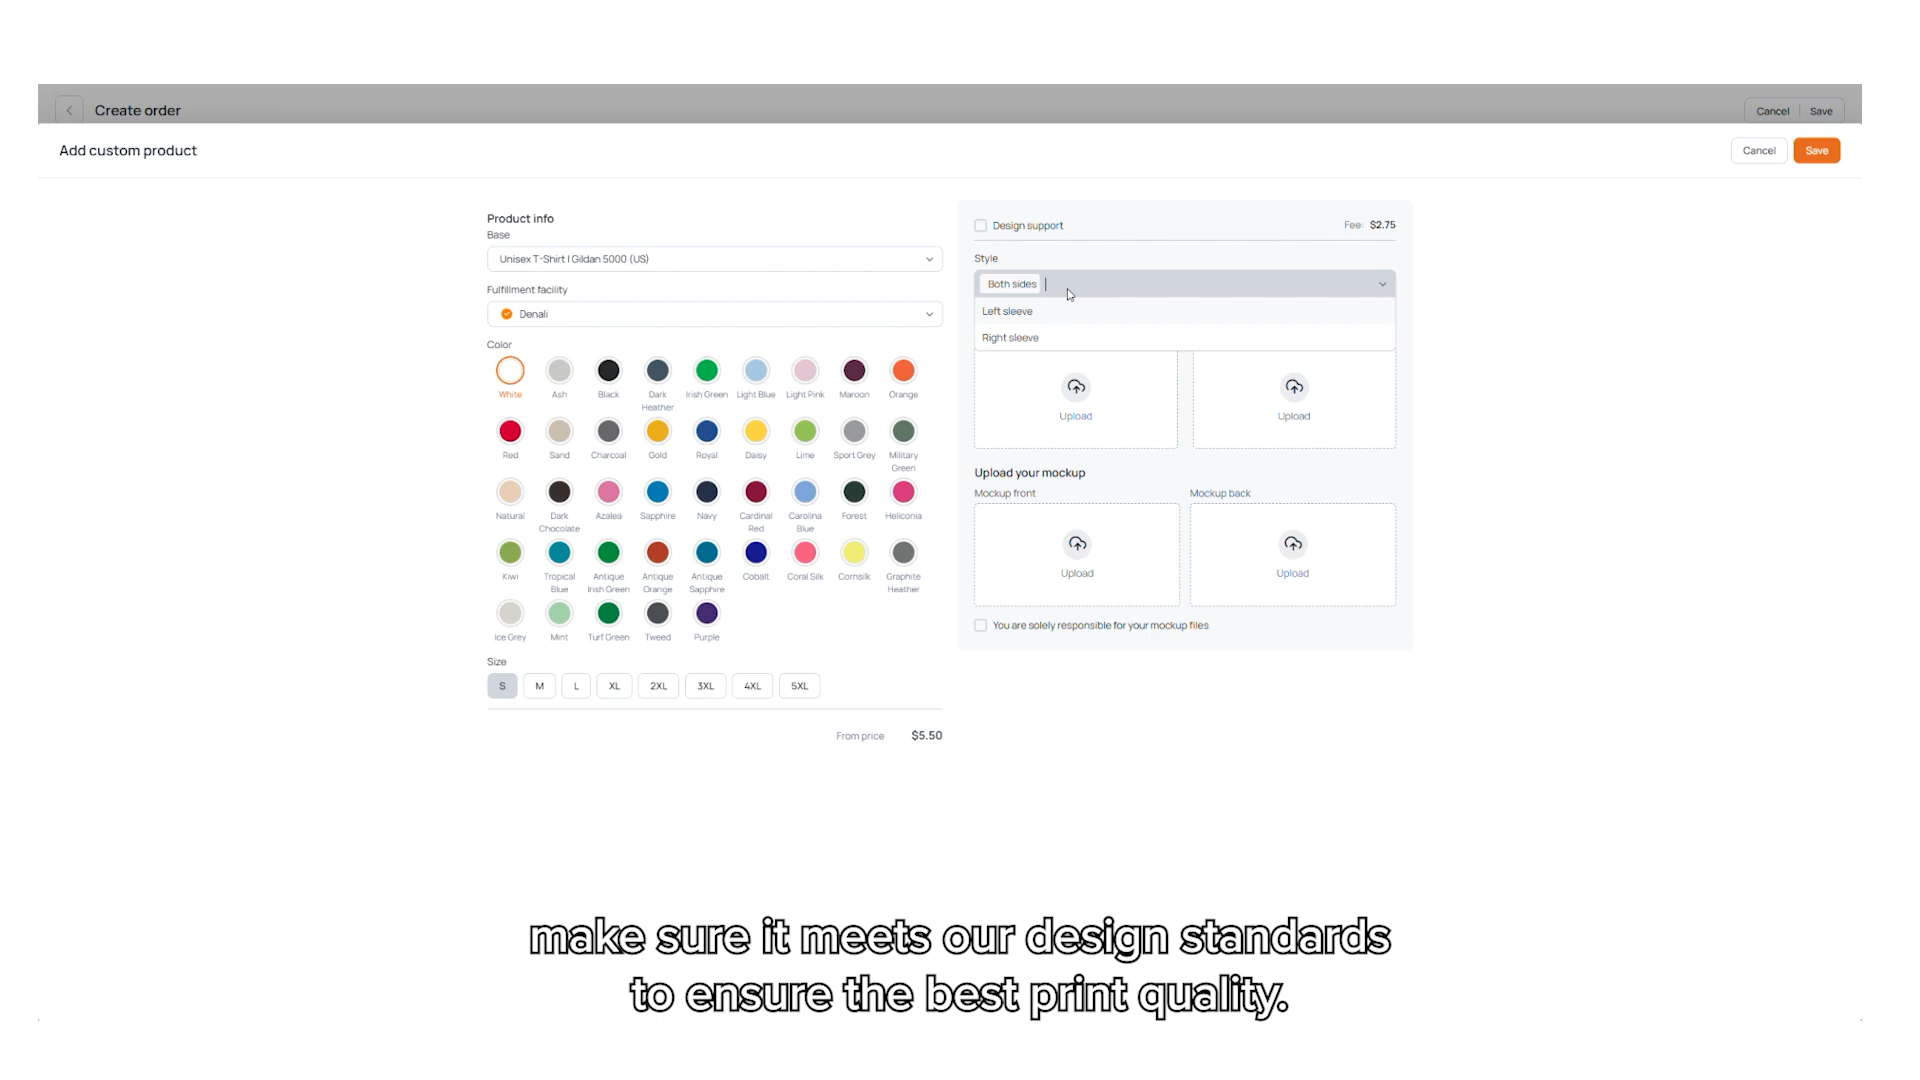 Create order
Cancel Save
Add custom product
Cancel Save
Product info
Base
Unisex T-Shirt | Gildan 5000 (US)
Fulfillment facility
Denali
Color
White Ash Black Dark Heather Irish Green Light Blue Light Pink Maroon Orange
Red Sand Charcoal Gold Royal Daisy Lime Sport Grey Military Green
Natural Dark Chocolate Azalea Sapphire Navy Cardinal Red Carolina Blue Forest Heliconia
Kiwi Tropical Blue Antique Irish Green Antique Orange Antique Sapphire Cobalt Coral Silk Cornsilk Graphite Heather
Ice Grey Mint Turf Green Tweed Purple
Size
S M L XL 2XL 3XL 4XL 5XL
From price $5.50
Design support Fee: $2.75
Style
Both sides
Left sleeve
Right sleeve
Upload Upload
Upload your mockup
Mockup front Mockup back
Upload Upload
You are solely responsible for your mockup files
make sure it meets our design standards
to ensure the best print quality.